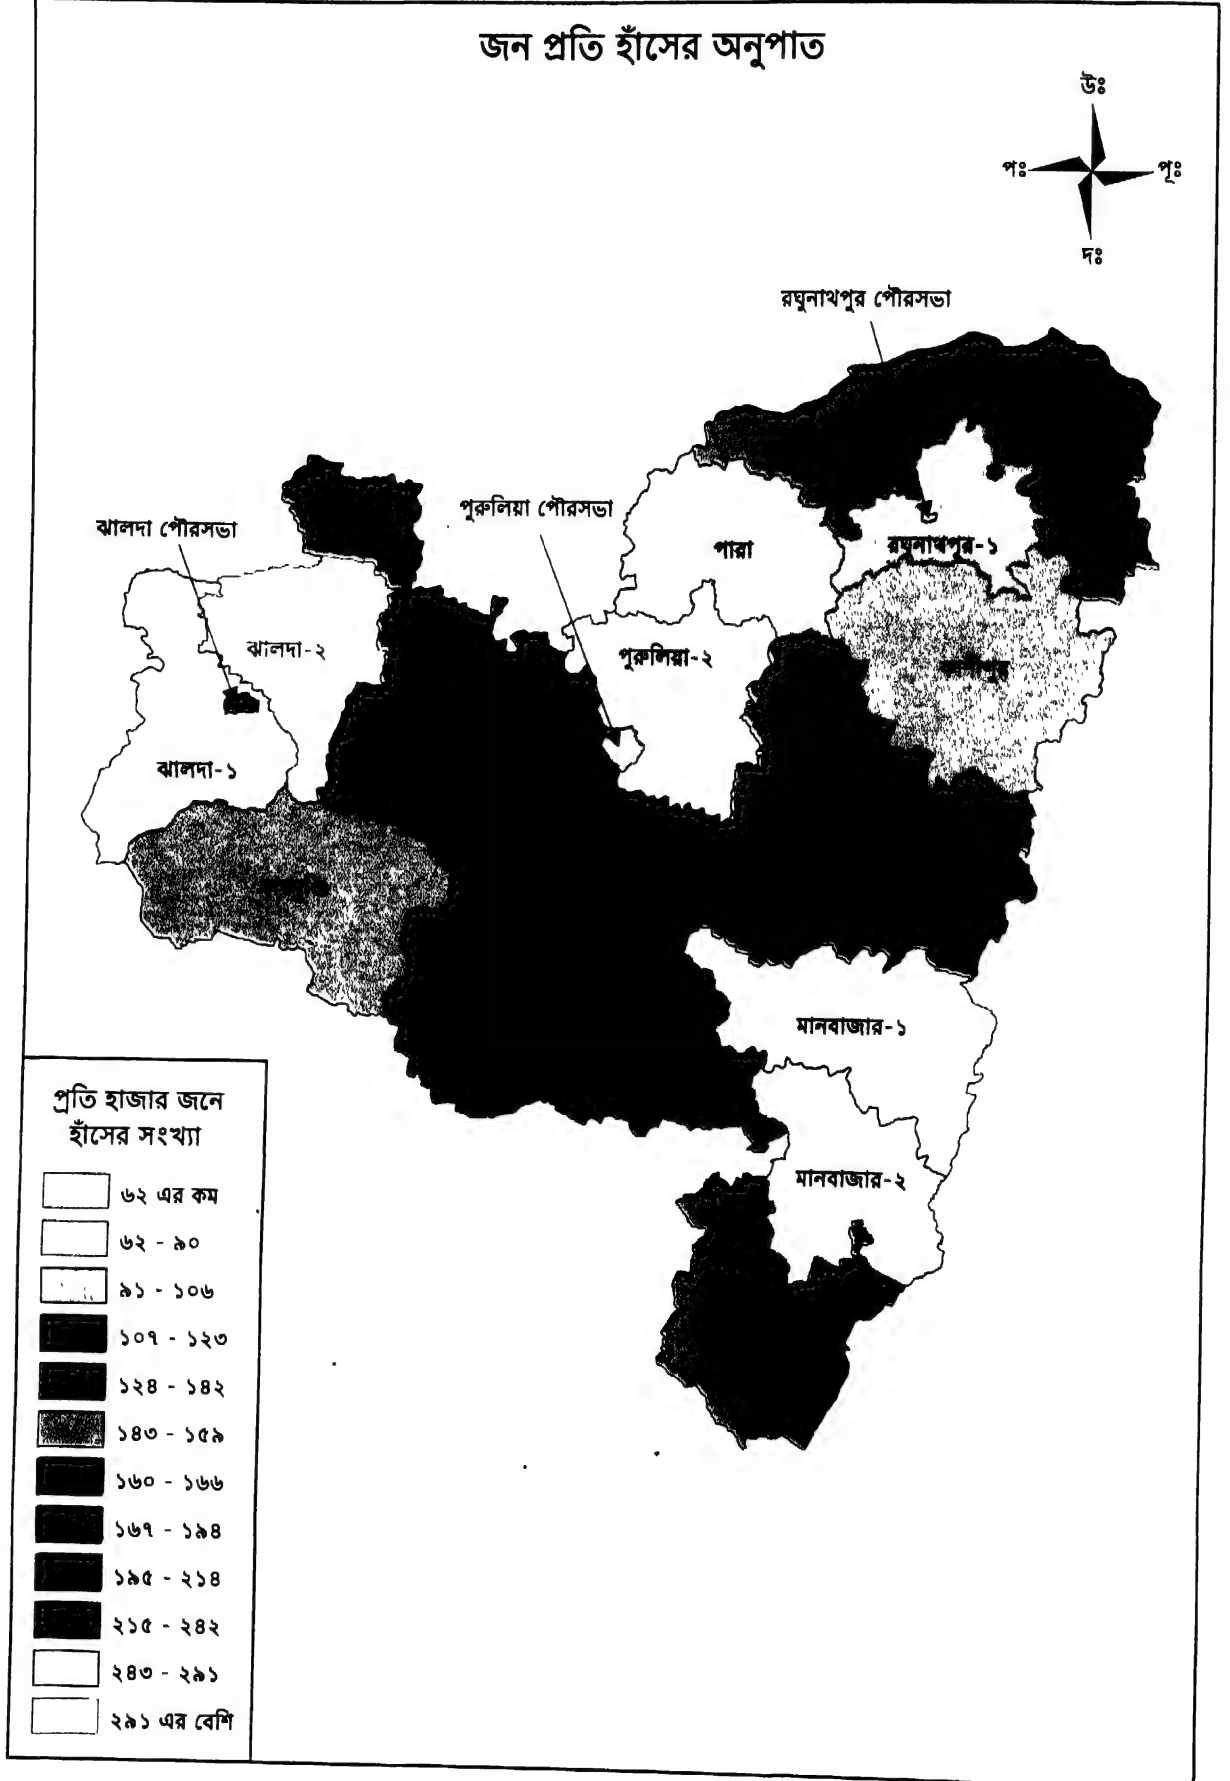 জন প্রতি হাঁসের অনুপাত
উঃ
পঃ
পূঃ
দঃ
রঘুনাথপুর পৌরসভা
পুরুলিয়া পৌরসভা
ঝালদা পৌরসভা
পারা
রঘুনাথপুর-১
ঝালদা-২
পুরুলিয়া-২
কাশীপুর
ঝালদা-১
মানবাজার-১
মানবাজার-২
প্রতি হাজার জনে
হাঁসের সংখ্যা
৬২ এর কম
৬২ - ৯০
৯১ - ১০৬
১০৭ - ১২৩
১২৪ - ১৪২
১৪৩ - ১৫৯
১৬০ - ১৬৬
১৬৭ - ১৯৪
১৯৫ - ২১৪
২১৫ - ২৪২
২৪৩ - ২৯১
২৯১ এর বেশি